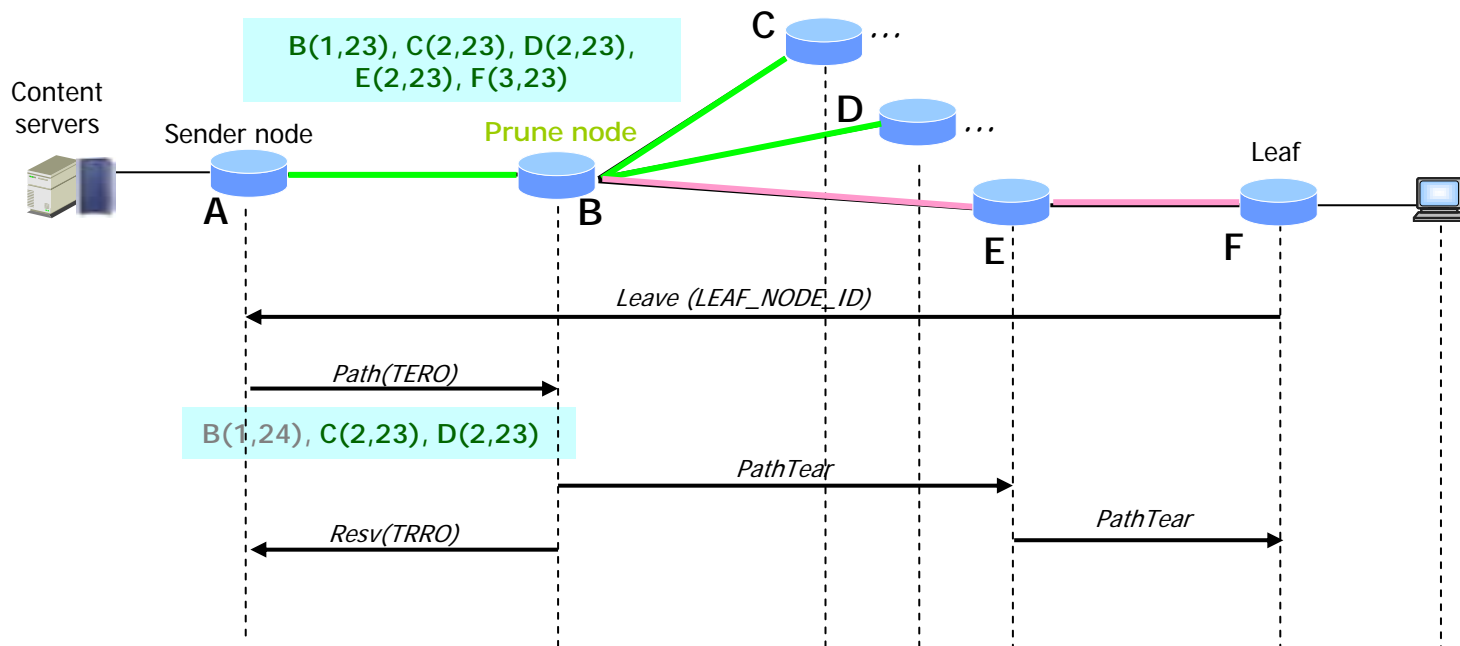 B(1,23), C(2,23), D(2,23),
E(2,23), F(3,23)
C
...
D
...
Content
servers
Sender node
Prune node
Leaf
A
B
E
F
Leave (LEAF_NODE_ID)
Path(TERO)
B(1,24), C(2,23), D(2,23)
PathTear
Resv(TRRO)
PathTear